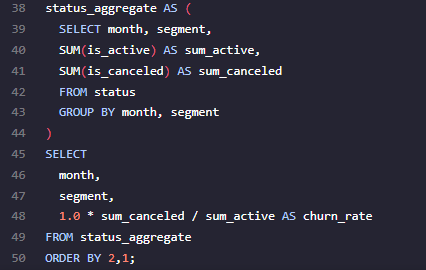 38 status_aggregate AS (
39   SELECT month, segment,
40   SUM(is_active) AS sum_active,
41   SUM(is_canceled) AS sum_canceled
42   FROM status
43   GROUP BY month, segment
44 )
45 SELECT
46   month,
47   segment,
48   1.0 * sum_canceled / sum_active AS churn_rate
49 FROM status_aggregate
50 ORDER BY 2,1;